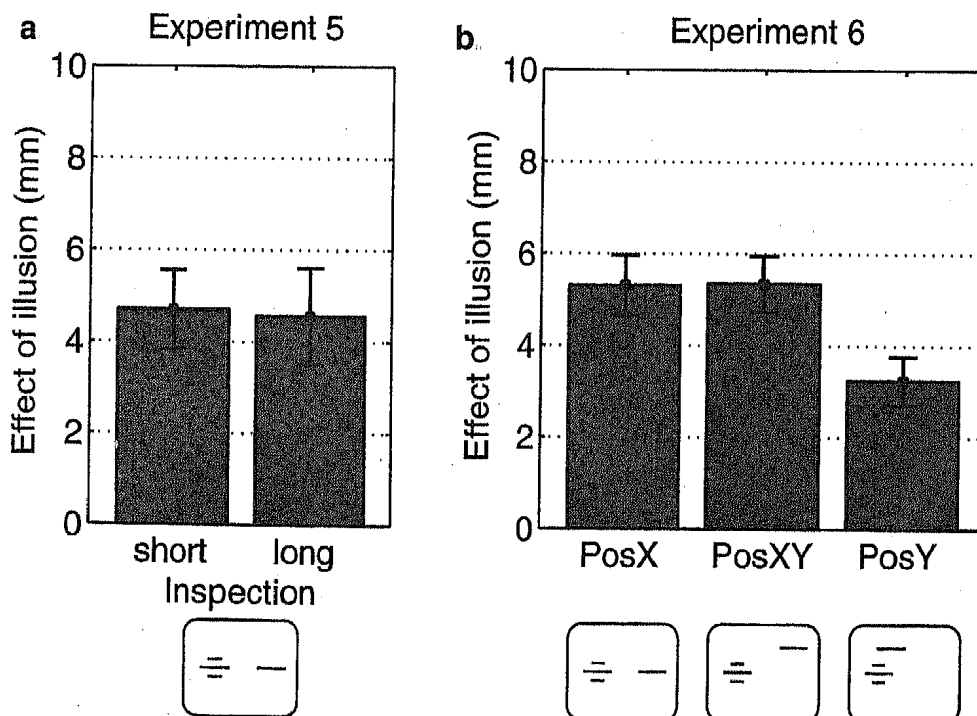 a
Experiment 5
Effect of illusion (mm)
10
8
6
4
2
0
short
long
Inspection
b
Experiment 6
Effect of illusion (mm)
10
8
6
4
2
0
PosX
PosXY
PosY